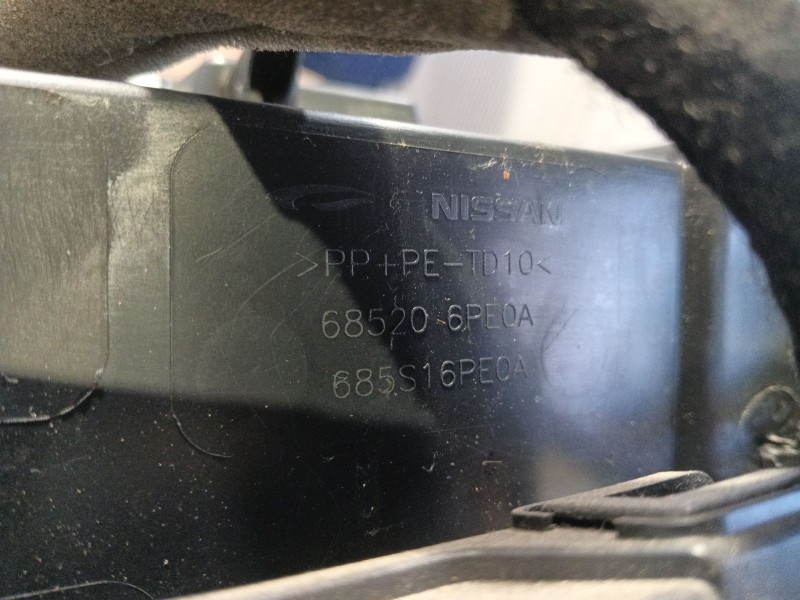 NISSAN
>PP+PE-TD10<
68520 6PE0A
685S16PE0A